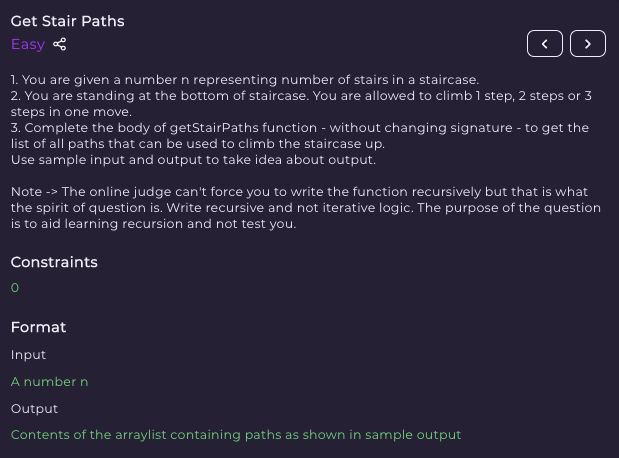 Get Stair Paths
Easy
1. You are given a number n representing number of stairs in a staircase.
2. You are standing at the bottom of staircase. You are allowed to climb 1 step, 2 steps or 3
steps in one move.
3. Complete the body of getStairPaths function - without changing signature - to get the
list of all paths that can be used to climb the staircase up.
Use sample input and output to take idea about output.
Note -> The online judge can't force you to write the function recursively but that is what
the spirit of question is. Write recursive and not iterative logic. The purpose of the question
is to aid learning recursion and not test you.
Constraints
0
Format
Input
A number n
Output
Contents of the arraylist containing paths as shown in sample output